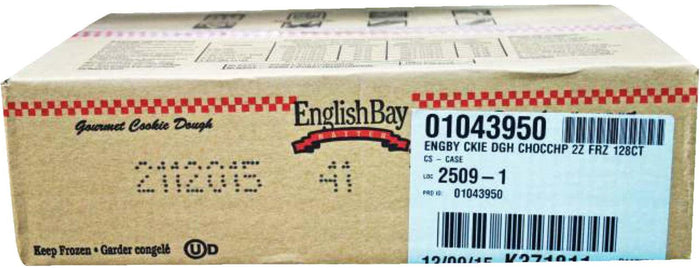 Gourmet Cookie Dough
EnglishBay
BATTER
2112015 41
Keep Frozen • Garder congelé
UD
01043950
ENGBY CKIE DGH CHOCCHP 2Z FRZ 128CT
CS - CASE
LOC 2509-1
PRD ID: 01043950